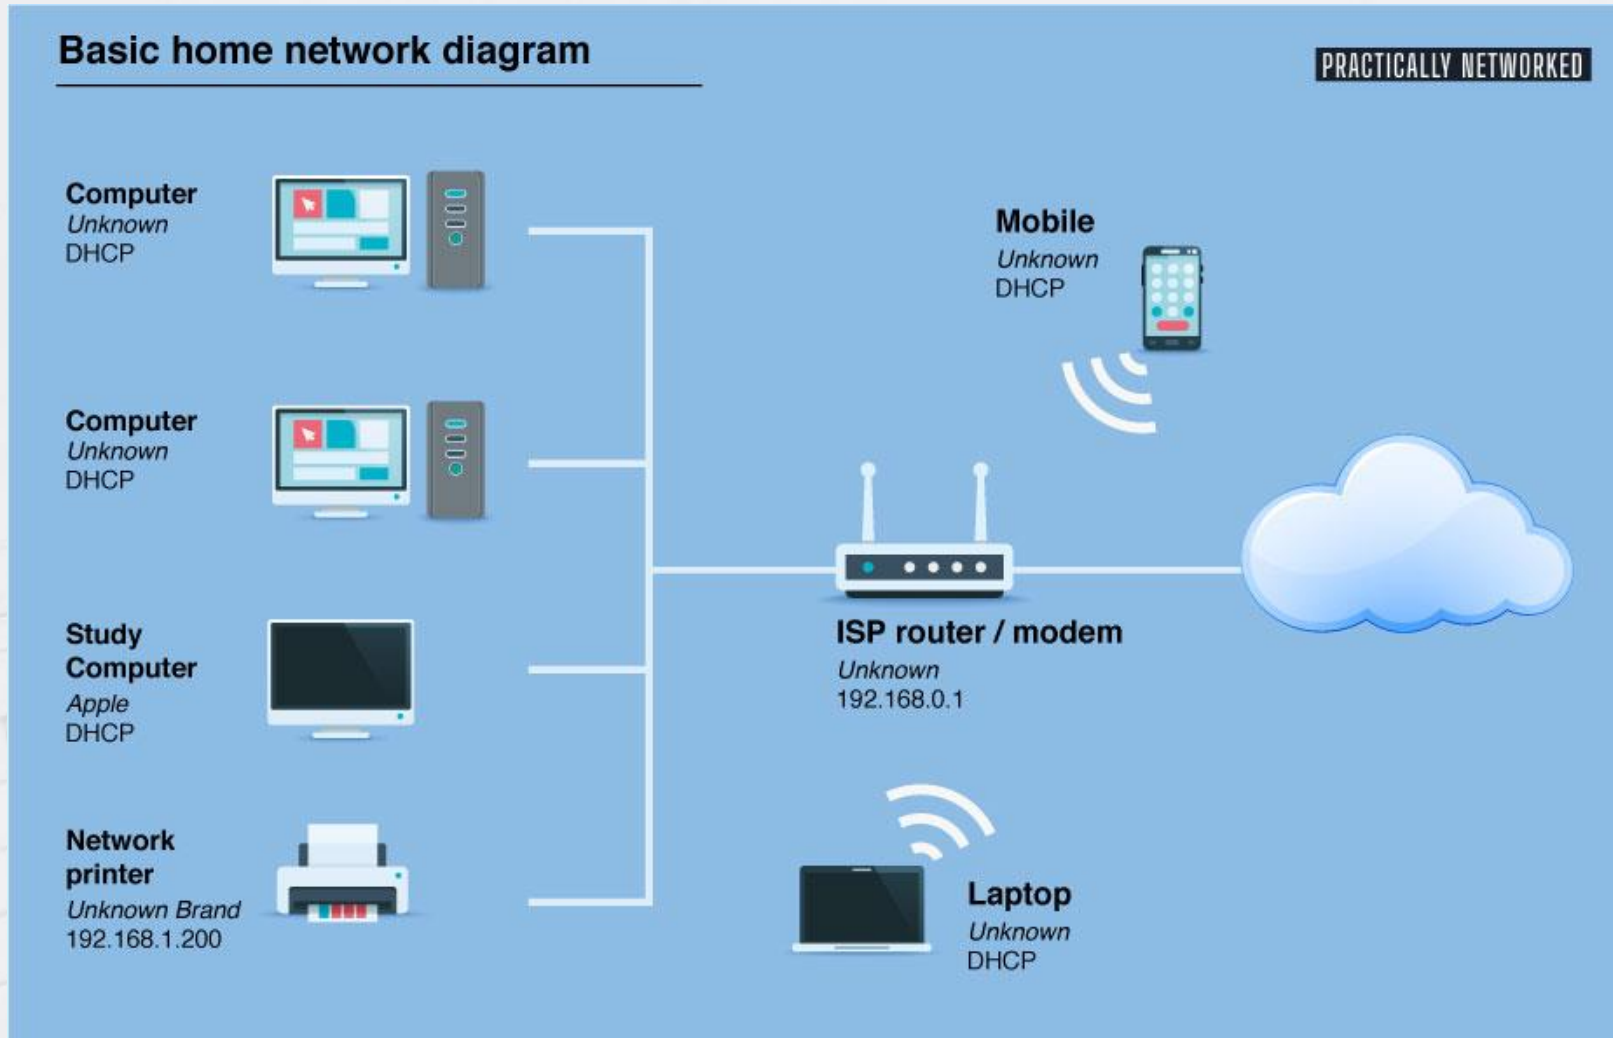 Basic home network diagram
PRACTICALLY NETWORKED
Computer
Unknown
DHCP
Mobile
Unknown
DHCP
Computer
Unknown
DHCP
Study
Computer
Apple
DHCP
ISP router / modem
Unknown
192.168.0.1
Network
printer
Unknown Brand
192.168.1.200
Laptop
Unknown
DHCP